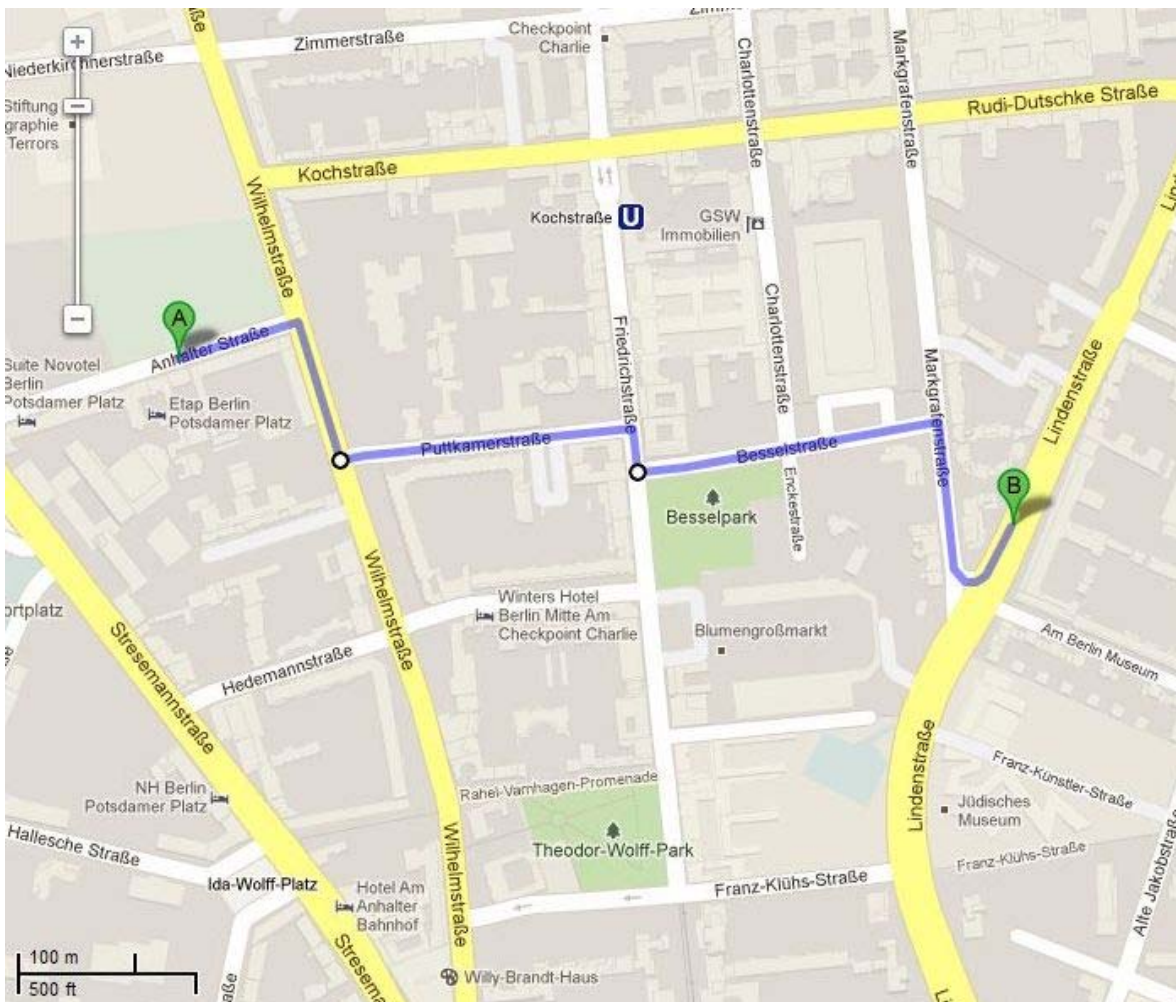 Zimmerstraße
Checkpoint
Charlie
Niederkirchnerstraße
Charlottenstraße
Markgrafenstraße
Rudi-Dutschke Straße
Stiftung
graphie
Terrors
Kochstraße
Wilhelmstraße
Kochstraße
U
GSW
Immobilien
A
Anhalter Straße
Friedrichstraße
Charlottenstraße
Markgrafenstraße
Lindenstraße
Suite Novotel
Berlin
Potsdamer Platz
Etap Berlin
Potsdamer Platz
Puttkamerstraße
Besselstraße
Enckestraße
B
Besselpark
Wilhelmstraße
ortplatz
Winters Hotel
Berlin Mitte Am
Checkpoint Charlie
Blumengroßmarkt
Am Berlin Museum
Stresemannstraße
Hedemannstraße
Lindenstraße
Franz-Künstler-Straße
NH Berlin
Potsdamer Platz
Rahel-Varnhagen-Promenade
Jüdisches
Museum
Hallesche Straße
Wilhelmstraße
Theodor-Wolff-Park
Franz-Klühs-Straße
Franz-Klühs-Straße
Alte Jakobstraße
Ida-Wolff-Platz
Hotel Am
Anhalter
Bahnhof
Stresemann
Willy-Brandt-Haus
100 m
500 ft